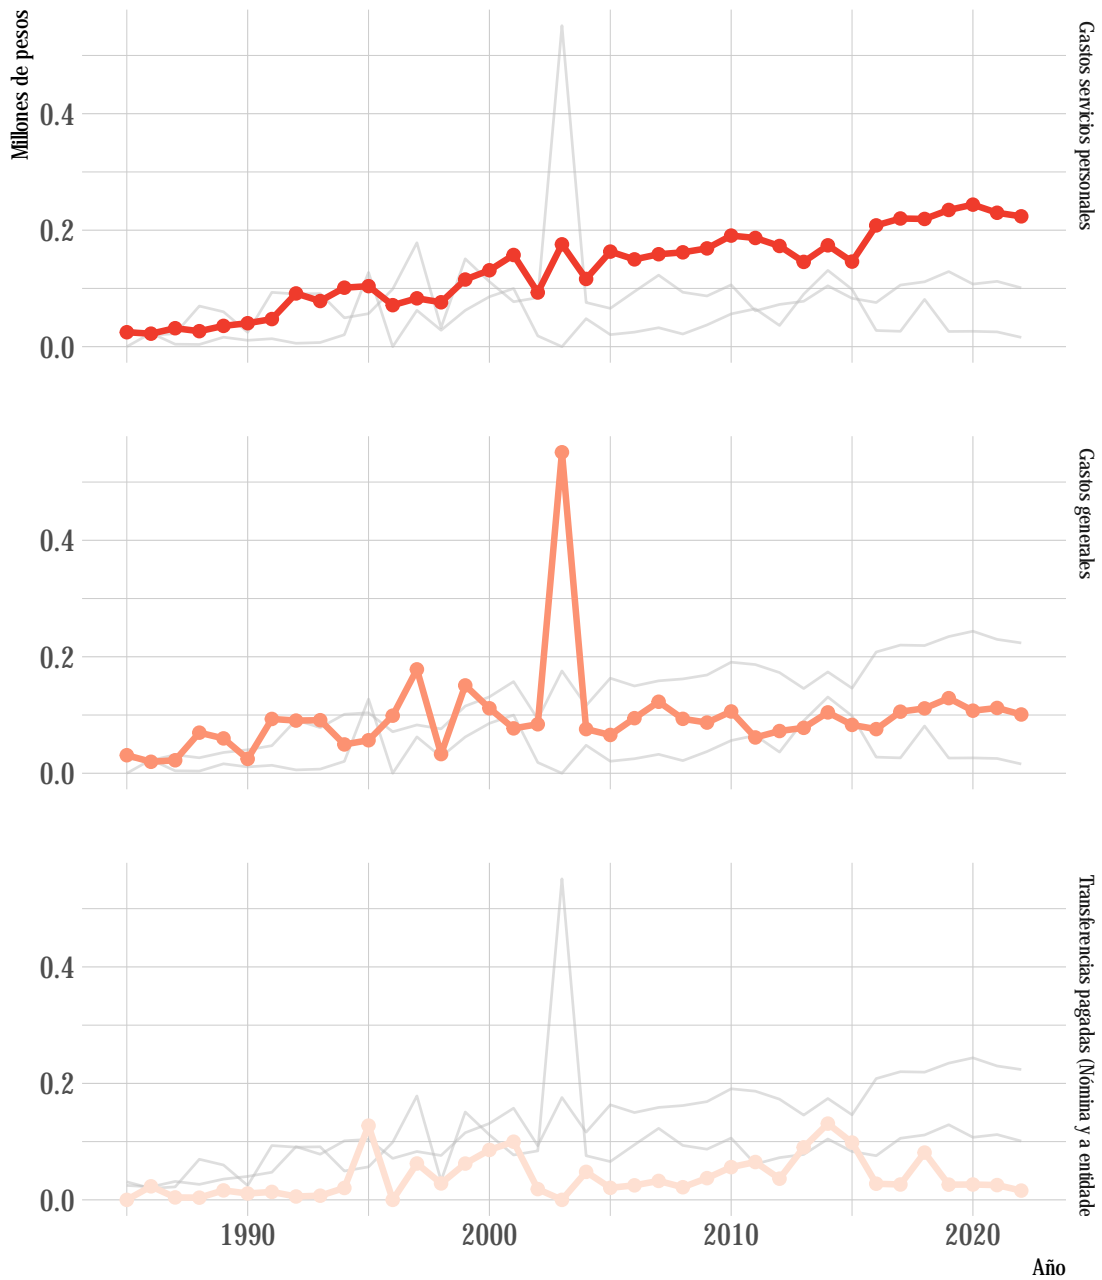 Millones de pesos
0.4
0.2
0.0
Gastos servicios personales
0.4
0.2
0.0
Gastos generales
0.4
0.2
0.0
Transferencias pagadas (Nómina y a entidade
1990 2000 2010 2020
Año